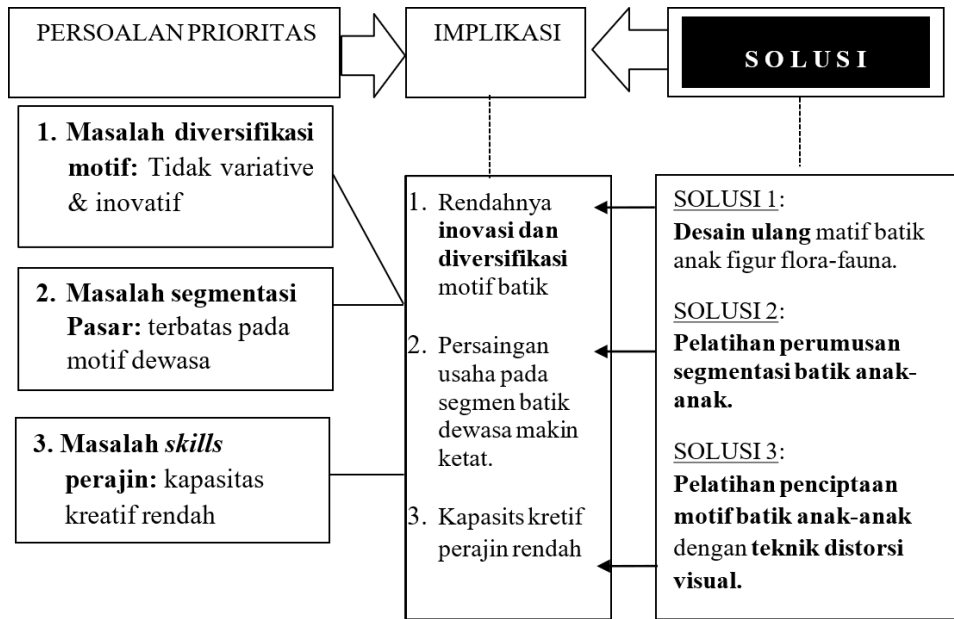 PERSOALAN PRIORITAS
IMPLIKASI
SOLUSI
1. Masalah diversifikasi
motif: Tidak variative
& inovatif
2. Masalah segmentasi
Pasar: terbatas pada
motif dewasa
3. Masalah skills
perajin: kapasitas
kreatif rendah
1. Rendahnya
inovasi dan
diversifikasi
motif batik
2. Persaingan
usaha pada
segmen batik
dewasa makin
ketat.
3. Kapasits kretif
perajin rendah
SOLUSI 1:
Desain ulang matif batik
anak figur flora-fauna.
SOLUSI 2:
Pelatihan perumusan
segmentasi batik anak-
anak.
SOLUSI 3:
Pelatihan penciptaan
motif batik anak-anak
dengan teknik distorsi
visual.